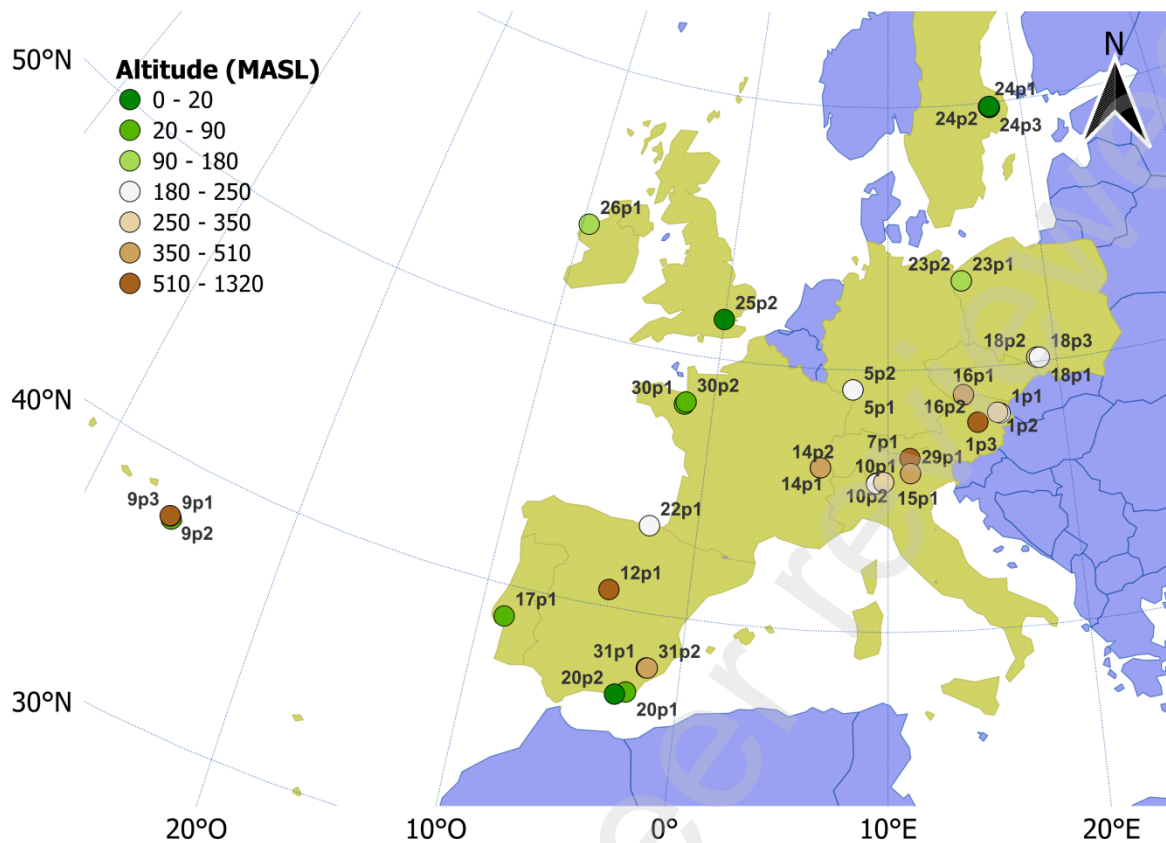 50°N
40°N
30°N
Altitude (MASL)
0 - 20
20 - 90
90 - 180
180 - 250
250 - 350
350 - 510
510 - 1320
N
24p1
24p2
24p3
26p1
23p2
23p1
25p2
18p2
18p3
18p1
30p1
30p2
5p2
5p1
16p1
16p2
1p1
1p2
1p3
7p1
29p1
14p2
14p1
10p1
10p2
15p1
9p3
9p1
9p2
22p1
12p1
17p1
31p1
31p2
20p2
20p1
20°O
10°O
0°
10°E
20°E